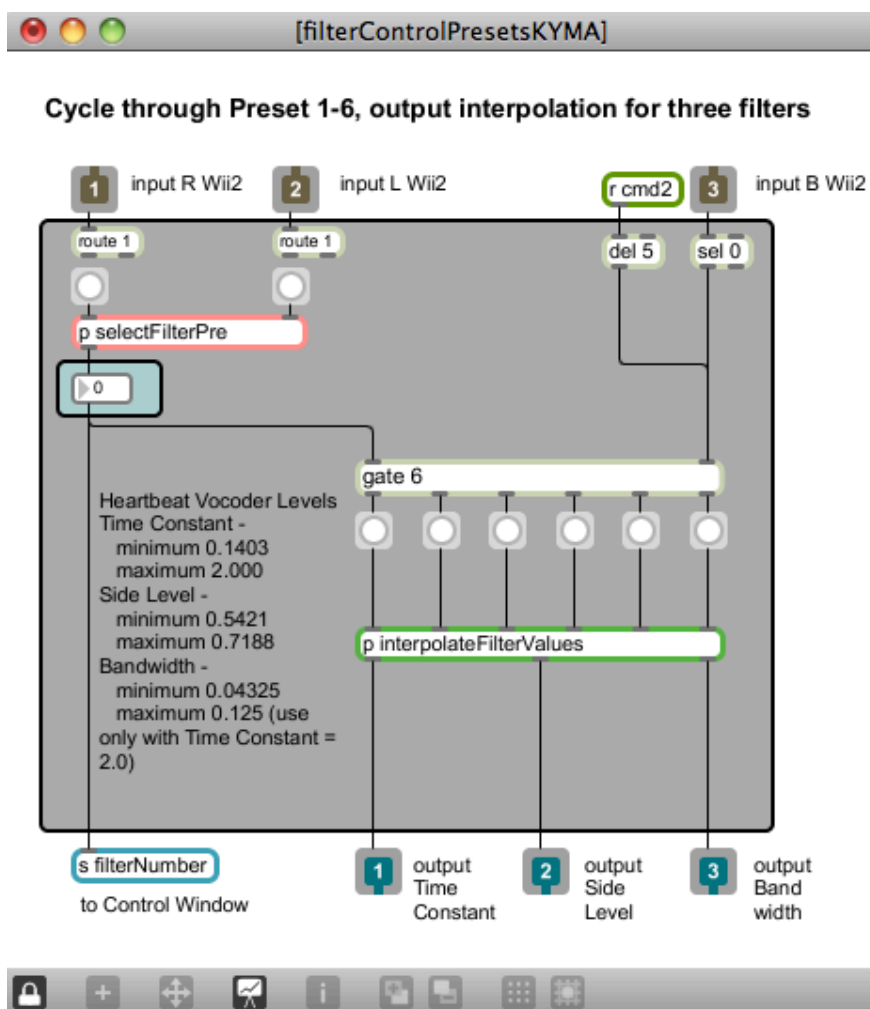 [filterControlPresetsKYMA]
Cycle through Preset 1-6, output interpolation for three filters
1
input R Wii2
2
input L Wii2
r cmd2
3
input B Wii2
route 1
route 1
del 5
sel 0
p selectFilterPre
0
gate 6
Heartbeat Vocoder Levels
Time Constant -
minimum 0.1403
maximum 2.000
Side Level -
minimum 0.5421
maximum 0.7188
Bandwidth -
minimum 0.04325
maximum 0.125 (use
only with Time Constant =
2.0)
p interpolateFilterValues
s filterNumber
to Control Window
1
output
Time
Constant
2
output
Side
Level
3
output
Band
width